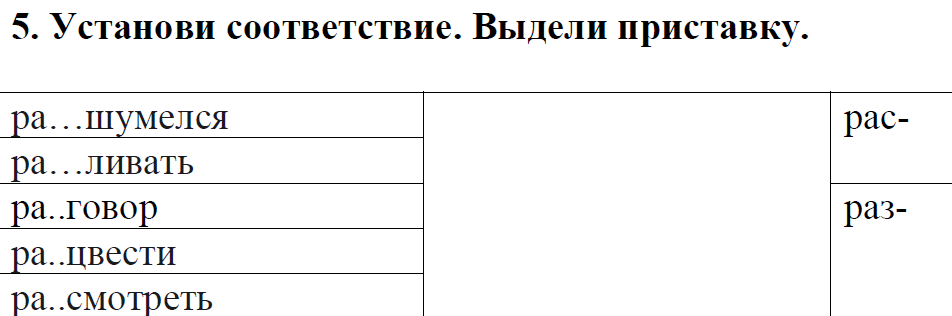 5. Установи соответствие. Выдели приставку.
ра…шумелся
рас-
ра…ливать
ра..говор
раз-
ра..цвести
ра..смотреть